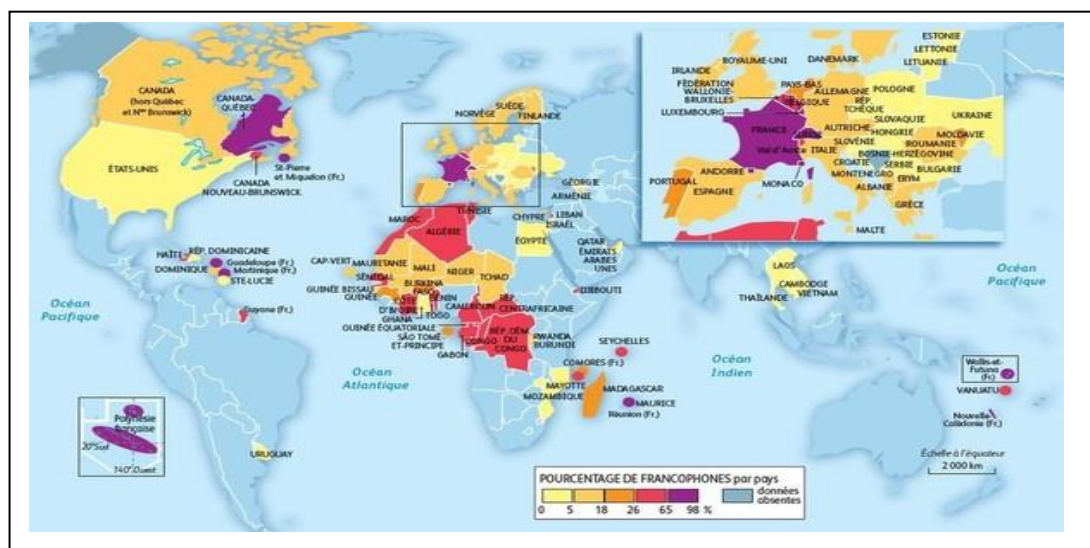 CANADA
(hors Québec
et Nveau Brunswick)
CANADA-
QUÉBEC
ÉTATS-UNIS
St-Pierre
et Miquelon (Fr.)
CANADA
NOUVEAU-BRUNSWICK
HAÏTI
RÉP. DOMINICAINE
Guadeloupe (Fr.)
Martinique (Fr.)
DOMINIQUE
STE-LUCIE
Océan
Pacifique
Guyane (Fr.)
Polynésie
française
20°Sud
140°Ouest
URUGUAY
NORVÈGE
SUÈDE
FINLANDE
MAROC
TUNISIE
ALGÉRIE
CHYPRE
LIBAN
ISRAËL
ÉGYPTE
GÉORGIE
ARMÉNIE
QATAR
ÉMIRATS
ARABES
UNIS
CAP-VERT
MAURITANIE
MALI
NIGER
TCHAD
SÉNÉGAL
GUINÉE BISSAU
GUINÉE
BURKINA
FASO
CÔTE
D'IVOIRE
BÉNIN
GHANA
TOGO
CAMEROUN
RÉP.
CENTRAFRICAINE
DJIBOUTI
GUINÉE ÉQUATORIALE
SÃO TOMÉ
ET-PRINCIPE
GABON
CONGO
RÉP. DÉM.
DU
CONGO
RWANDA
BURUNDI
SEYCHELLES
COMORES (Fr.)
MAYOTTE
MOZAMBIQUE
MADAGASCAR
MAURICE
Réunion (Fr.)
Océan
Atlantique
Océan
Indien
LAOS
CAMBODGE
THAÏLANDE
VIETNAM
Océan
Pacifique
Wallis-et-
Futuna
VANUATU
Nouvelle
Calédonie (Fr.)
Échelle à l'équateur
2 000 km
ESTONIE
LETTONIE
LITUANIE
ROYAUME-UNI
DANEMARK
IRLANDE
FÉDÉRATION
WALLONIE-
BRUXELLES
PAYS-BAS
BELGIQUE
ALLEMAGNE
POLOGNE
LUXEMBOURG
RÉP.
TCHÈQUE
SLOVAQUIE
UKRAINE
FRANCE
SUISSE
AUTRICHE
HONGRIE
MOLDAVIE
Val d'Aoste
SLOVÉNIE
ITALIE
ROUMANIE
BOSNIE-HERZÉGOVINE
CROATIE
SERBIE
BULGARIE
MONTENEGRO
ERYM
ALBANIE
ANDORRE
MONACO
PORTUGAL
ESPAGNE
GRÈCE
MALTE
POURCENTAGE DE FRANCOPHONES par pays
0 5 18 26 65 98 %
données
absentes